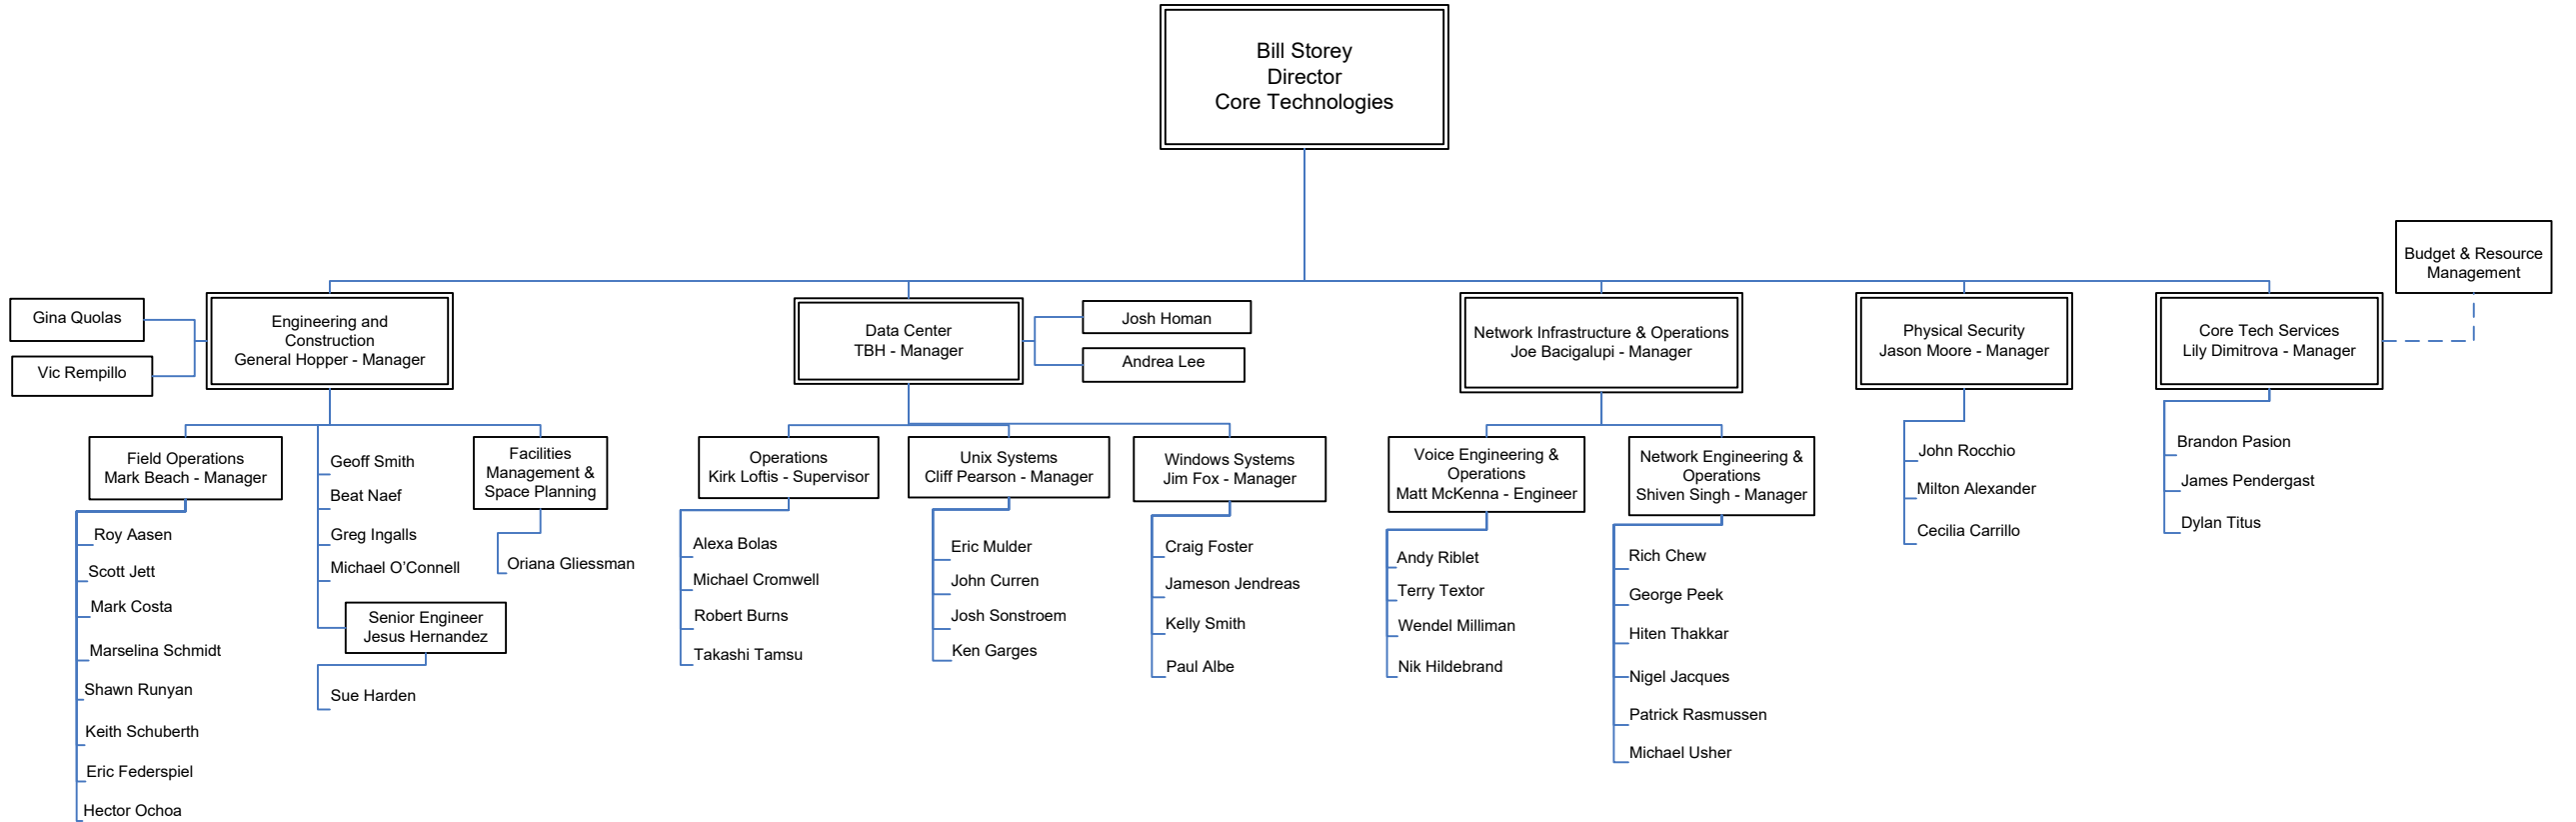 Bill Storey
Director
Core Technologies
Budget & Resource
Management
Gina Quolas
Vic Rempillo
Engineering and
Construction
General Hopper - Manager
Data Center
TBH - Manager
Josh Homan
Andrea Lee
Network Infrastructure & Operations
Joe Bacigalupi - Manager
Physical Security
Jason Moore - Manager
Core Tech Services
Lily Dimitrova - Manager
Field Operations
Mark Beach - Manager
Roy Aasen
Scott Jett
Mark Costa
Marselina Schmidt
Shawn Runyan
Keith Schuberth
Eric Federspiel
Hector Ochoa
Geoff Smith
Beat Naef
Greg Ingalls
Michael O’Connell
Senior Engineer
Jesus Hernandez
Sue Harden
Facilities
Management &
Space Planning
Oriana Gliessman
Operations
Kirk Loftis - Supervisor
Alexa Bolas
Michael Cromwell
Robert Burns
Takashi Tamsu
Unix Systems
Cliff Pearson - Manager
Eric Mulder
John Curren
Josh Sonstroem
Ken Garges
Windows Systems
Jim Fox - Manager
Craig Foster
Jameson Jendreas
Kelly Smith
Paul Albe
Voice Engineering &
Operations
Matt McKenna - Engineer
Andy Riblet
Terry Textor
Wendel Milliman
Nik Hildebrand
Network Engineering &
Operations
Shiven Singh - Manager
Rich Chew
George Peek
Hiten Thakkar
Nigel Jacques
Patrick Rasmussen
Michael Usher
John Rocchio
Milton Alexander
Cecilia Carrillo
Brandon Pasion
James Pendergast
Dylan Titus